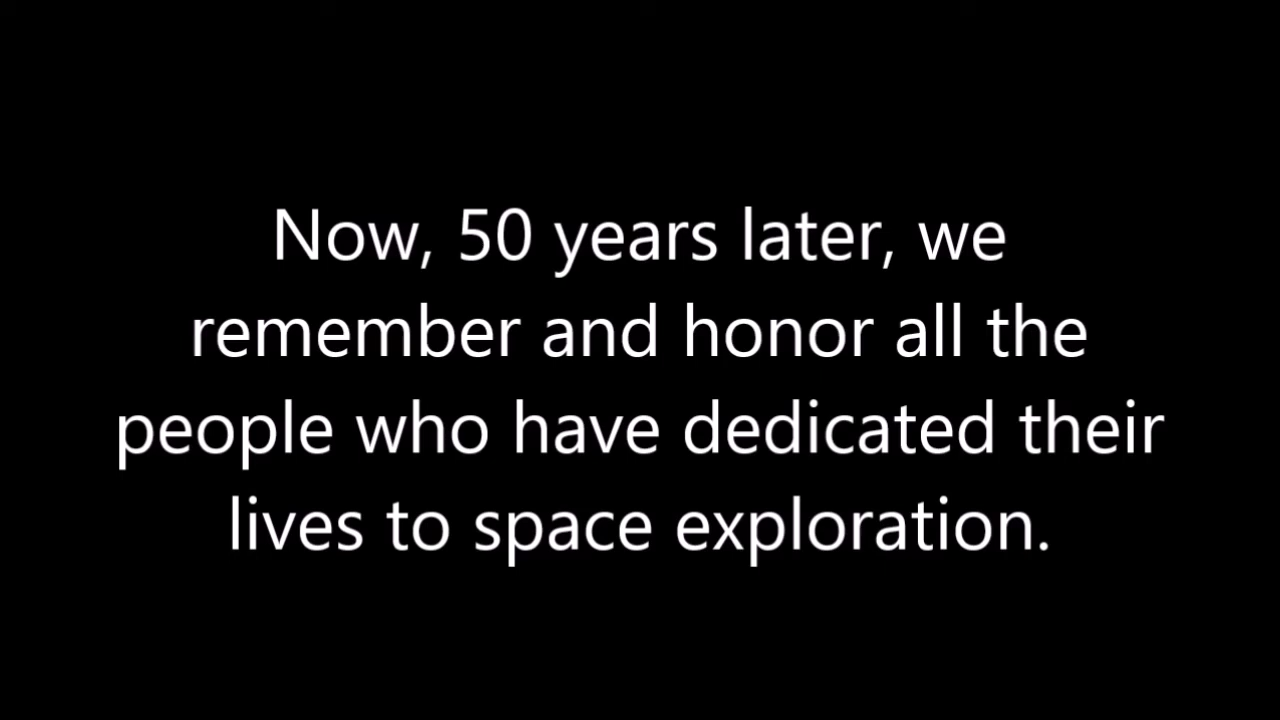 Now, 50 years later, we
remember and honor all the
people who have dedicated their
lives to space exploration.